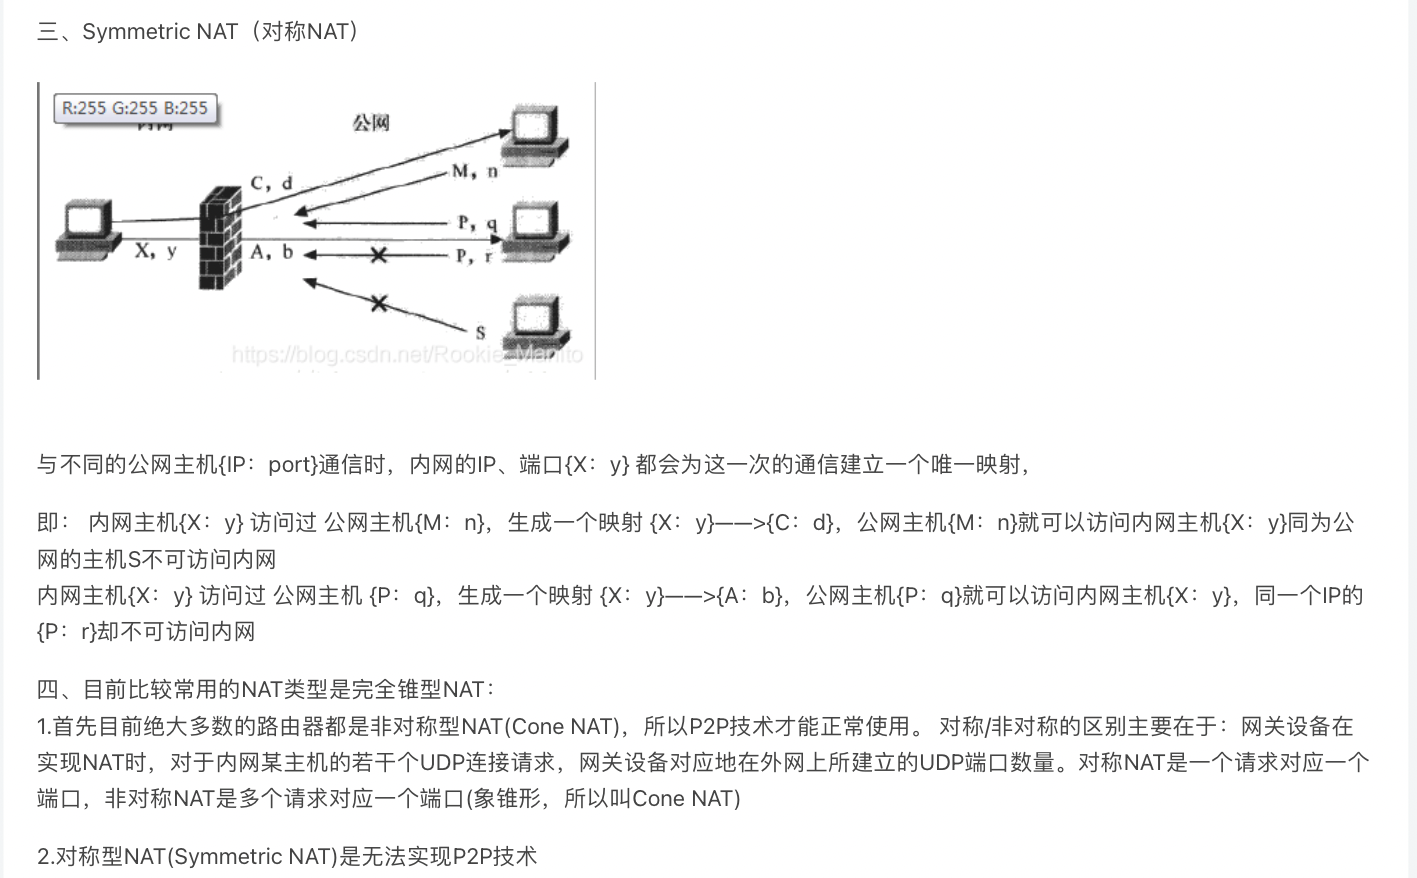 三、Symmetric NAT（对称NAT）
R:255 G:255 B:255
公网
C，d
M，n
P，q
X，y
A，b
P，r
S
https://blog.csdn.net/Rookie_Manito
与不同的公网主机{IP：port}通信时，内网的IP、端口{X：y} 都会为这一次的通信建立一个唯一映射，
即： 内网主机{X：y} 访问过 公网主机{M：n}，生成一个映射 {X：y}——>{C：d}，公网主机{M：n}就可以访问内网主机{X：y}同为公
网的主机S不可访问内网
内网主机{X：y} 访问过 公网主机 {P：q}，生成一个映射 {X：y}——>{A：b}，公网主机{P：q}就可以访问内网主机{X：y}，同一个IP的
{P：r}却不可访问内网
四、目前比较常用的NAT类型是完全锥型NAT：
1.首先目前绝大多数的路由器都是非对称型NAT(Cone NAT)，所以P2P技术才能正常使用。 对称/非对称的区别主要在于：网关设备在
实现NAT时，对于内网某主机的若干个UDP连接请求，网关设备对应地在外网上所建立的UDP端口数量。对称NAT是一个请求对应一个
端口，非对称NAT是多个请求对应一个端口(象锥形，所以叫Cone NAT)
2.对称型NAT(Symmetric NAT)是无法实现P2P技术